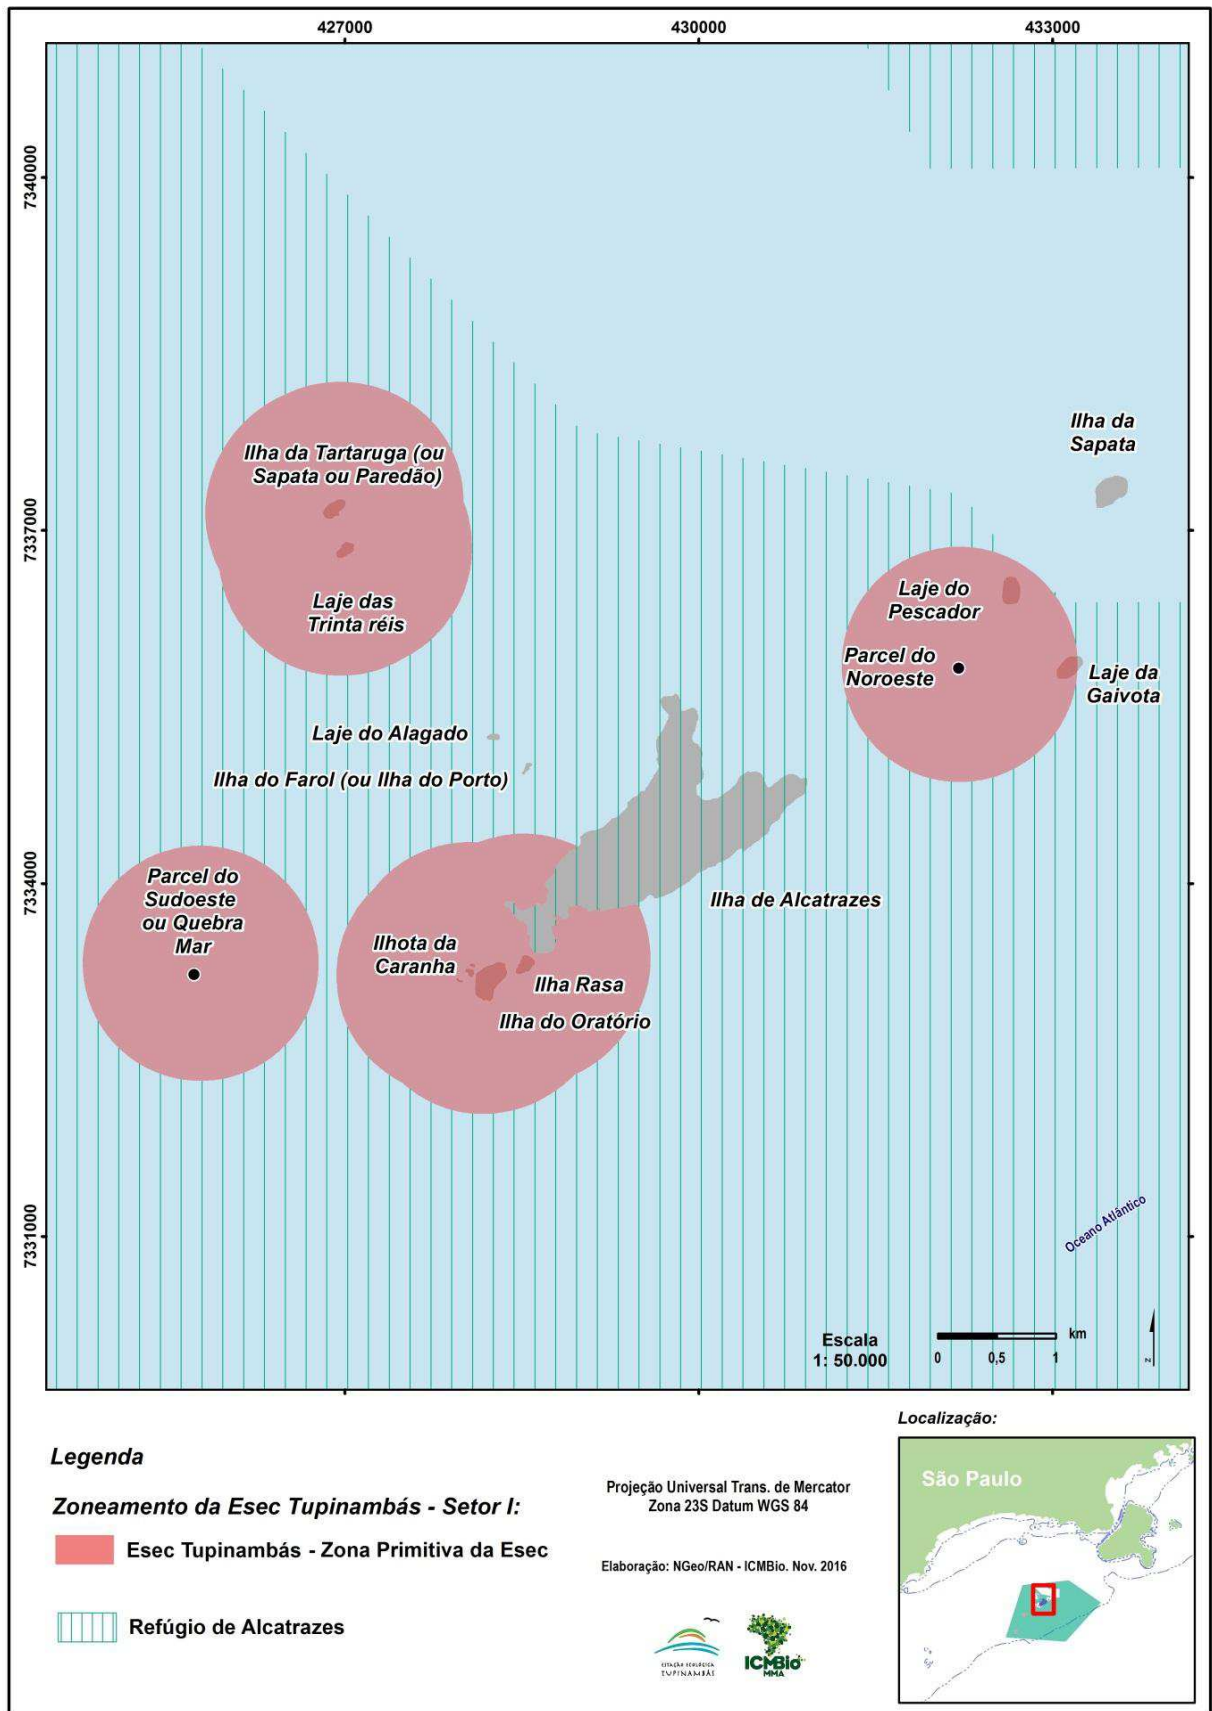 427000
430000
433000
7340000
7337000
7334000
7331000
Ilha da
Sapata
Ilha da Tartaruga (ou
Sapata ou Paredão)
Laje das
Trinta réis
Laje do
Pescador
Parcel do
Noroeste
Laje da
Gaivota
Laje do Alagado
Ilha do Farol (ou Ilha do Porto)
Parcel do
Sudoeste
ou Quebra
Mar
Ilhota da
Caranha
Ilha de Alcatrazes
Ilha Rasa
Ilha do Oratório
Oceano Atlântico
Escala
1: 50.000
km
0 0,5 1
N
Localização:
São Paulo
Legenda
Zoneamento da Esec Tupinambás - Setor I:
Esec Tupinambás - Zona Primitiva da Esec
Refúgio de Alcatrazes
Projeção Universal Trans. de Mercator
Zona 23S Datum WGS 84
Elaboração: NGeo/RAN - ICMBio. Nov. 2016
ESTAÇÃO ECOLÓGICA
TUPINAMBÁS
ICMBio
MMA